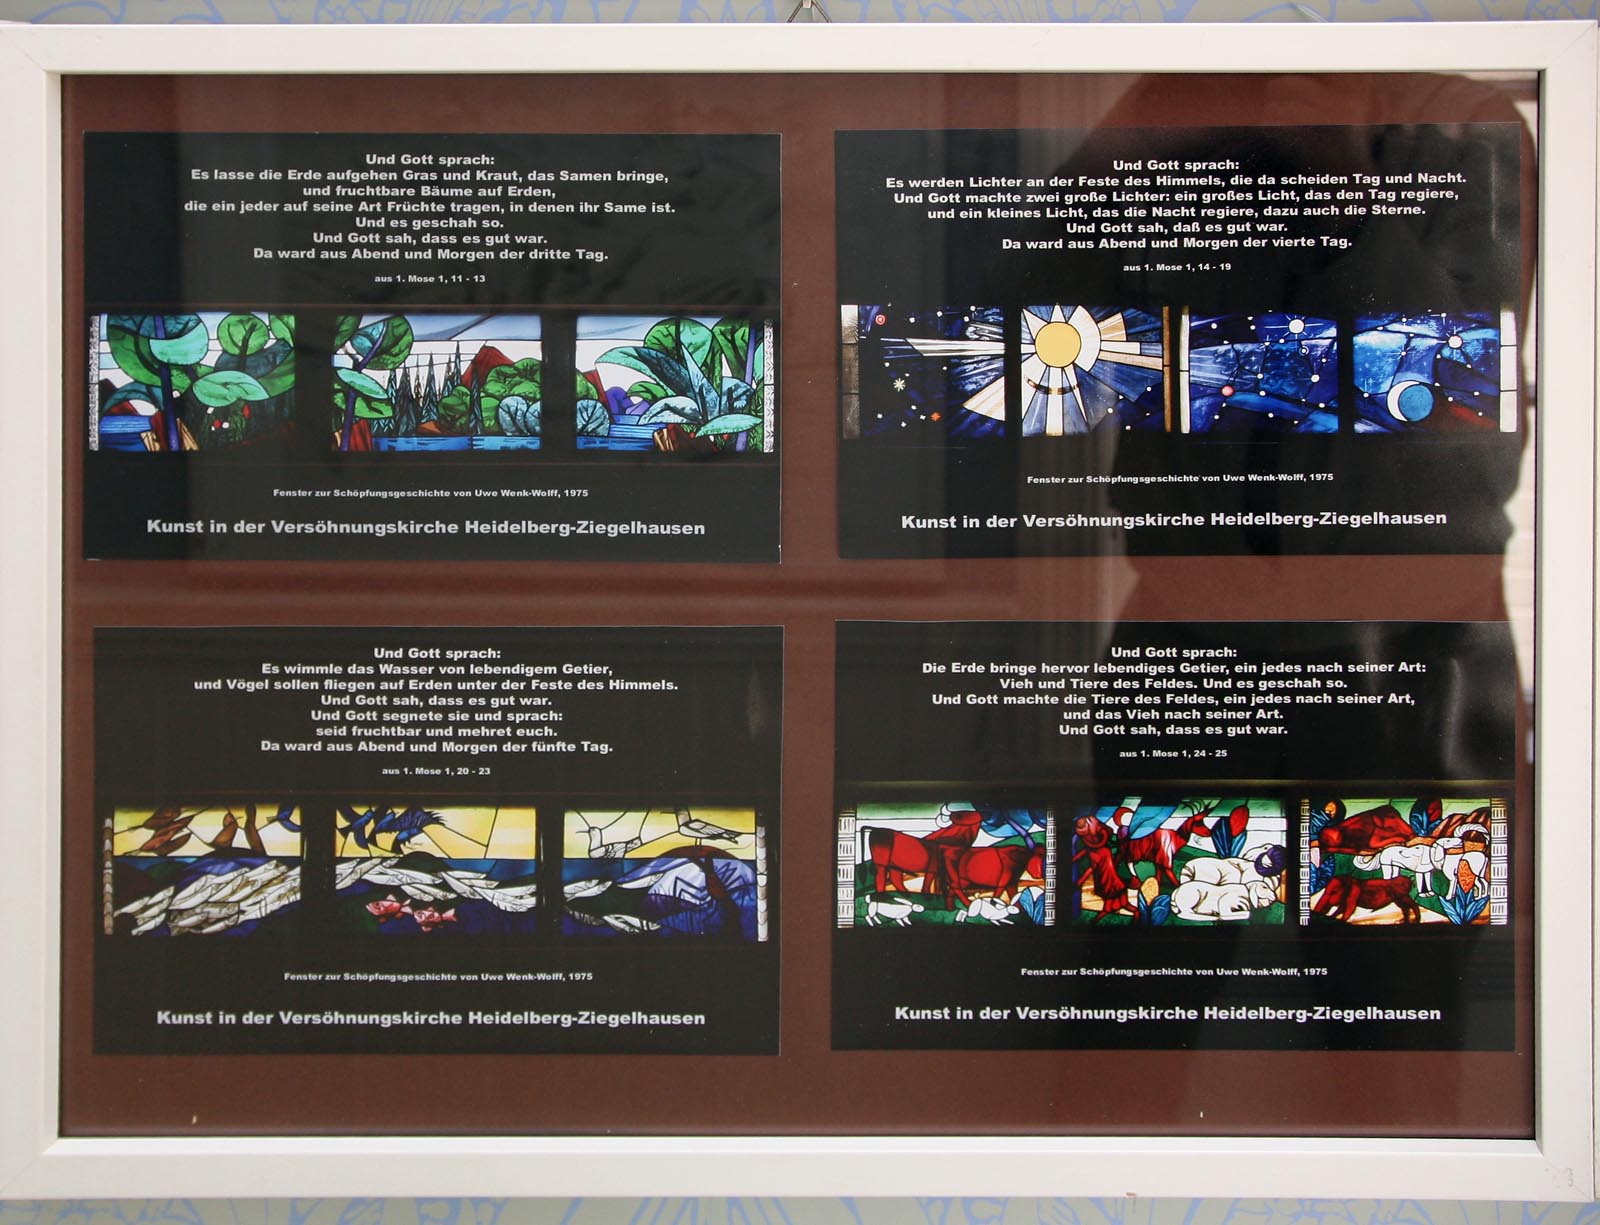 Und Gott sprach:
Es lasse die Erde aufgehen Gras und Kraut, das Samen bringe,
und fruchtbare Bäume auf Erden,
die ein jeder auf seine Art Früchte tragen, in denen ihr Same ist.
Und es geschah so.
Und Gott sah, dass es gut war.
Da ward aus Abend und Morgen der dritte Tag.
aus 1. Mose 1, 11 - 13
Fenster zur Schöpfungsgeschichte von Uwe Wenk-Wolff, 1975
Kunst in der Versöhnungskirche Heidelberg-Ziegelhausen
Und Gott sprach:
Es werden Lichter an der Feste des Himmels, die da scheiden Tag und Nacht.
Und Gott machte zwei große Lichter: ein großes Licht, das den Tag regiere,
und ein kleines Licht, das die Nacht regiere, dazu auch die Sterne.
Und Gott sah, daß es gut war.
Da ward aus Abend und Morgen der vierte Tag.
aus 1. Mose 1, 14 - 19
Fenster zur Schöpfungsgeschichte von Uwe Wenk-Wolff, 1975
Kunst in der Versöhnungskirche Heidelberg-Ziegelhausen
Und Gott sprach:
Es wimmle das Wasser von lebendigem Getier,
und Vögel sollen fliegen auf Erden unter der Feste des Himmels.
Und Gott sah, dass es gut war.
Und Gott segnete sie und sprach:
seid fruchtbar und mehret euch.
Da ward aus Abend und Morgen der fünfte Tag.
aus 1. Mose 1, 20 - 23
Fenster zur Schöpfungsgeschichte von Uwe Wenk-Wolff, 1975
Kunst in der Versöhnungskirche Heidelberg-Ziegelhausen
Und Gott sprach:
Die Erde bringe hervor lebendiges Getier, ein jedes nach seiner Art:
Vieh und Tiere des Feldes. Und es geschah so.
Und Gott machte die Tiere des Feldes, ein jedes nach seiner Art,
und das Vieh nach seiner Art.
Und Gott sah, dass es gut war.
aus 1. Mose 1, 24 - 25
Fenster zur Schöpfungsgeschichte von Uwe Wenk-Wolff, 1975
Kunst in der Versöhnungskirche Heidelberg-Ziegelhausen